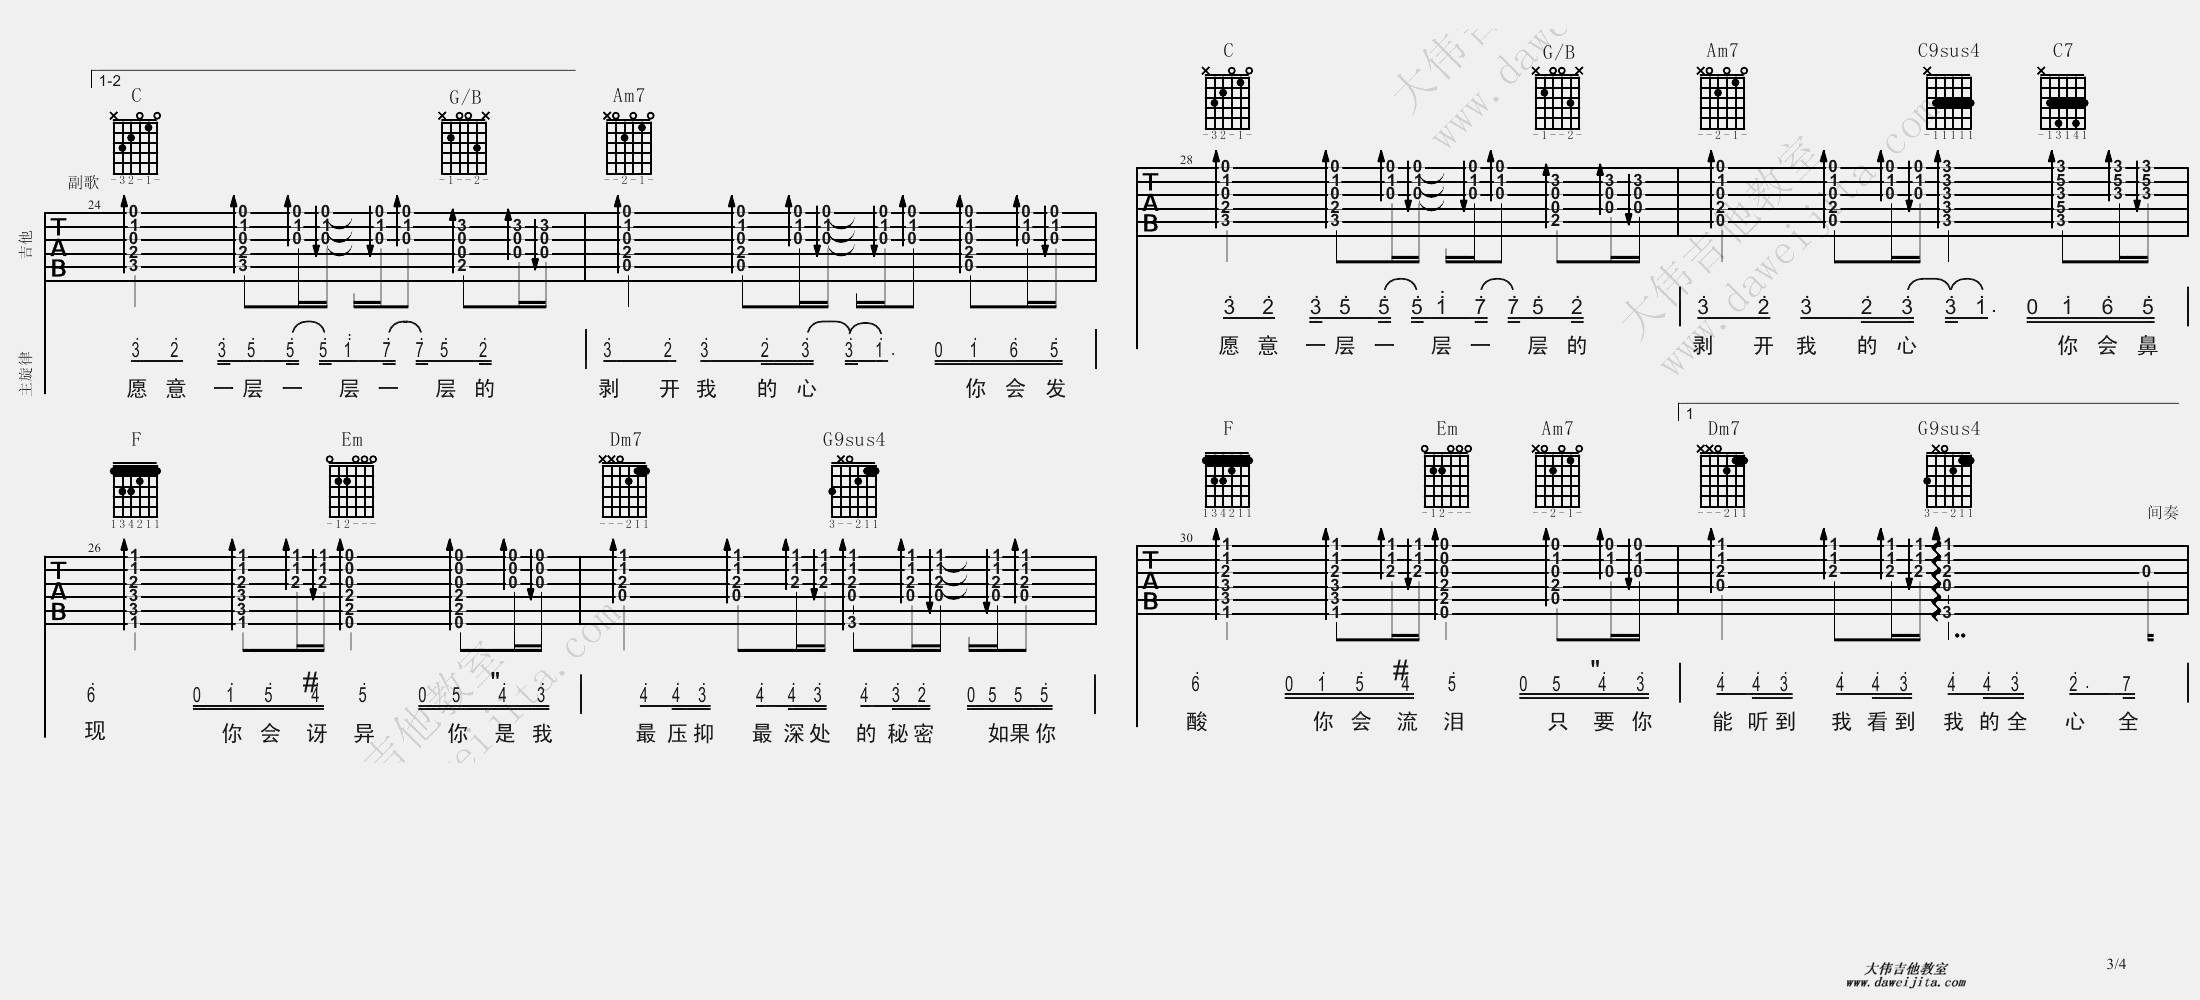 1-2
C G/B Am7
-32-1- -1--2- --2-1-
副歌
24
吉他
TAB
主旋律
3 2 3 5 5 5 1 7 7 5 2 3 2 3 2 3 3 1. 0 1 6 5
愿 意 一 层 一 层 一 层 的 剥 开 我 的 心 你 会 发
F Em Dm7 G9sus4
134211 -12--- ---211 3--211
26
TAB
6 0 1 5 #4 5 0 5 "4 3 4 4 3 4 4 3 4 3 2 0 5 5 5
现 你 会 讶 异 你 是 我 最 压 抑 最 深 处 的 秘 密 如 果 你
C G/B Am7 C9sus4 C7
-32-1- -1--2- --2-1- -11111 -13141
28
TAB
3 2 3 5 5 5 1 7 7 5 2 3 2 3 2 3 3 1. 0 1 6 5
愿 意 一 层 一 层 一 层 的 剥 开 我 的 心 你 会 鼻
1
F Em Am7 Dm7 G9sus4
134211 -12--- --2-1- ---211 3--211
间奏
30
TAB
6 0 1 5 #4 5 0 5 "4 3 4 4 3 4 4 3 4 4 3 2. 7
酸 你 会 流 泪 只 要 你 能 听 到 我 看 到 我 的 全 心 全
大伟吉他教室
www.daweijita.com
3/4